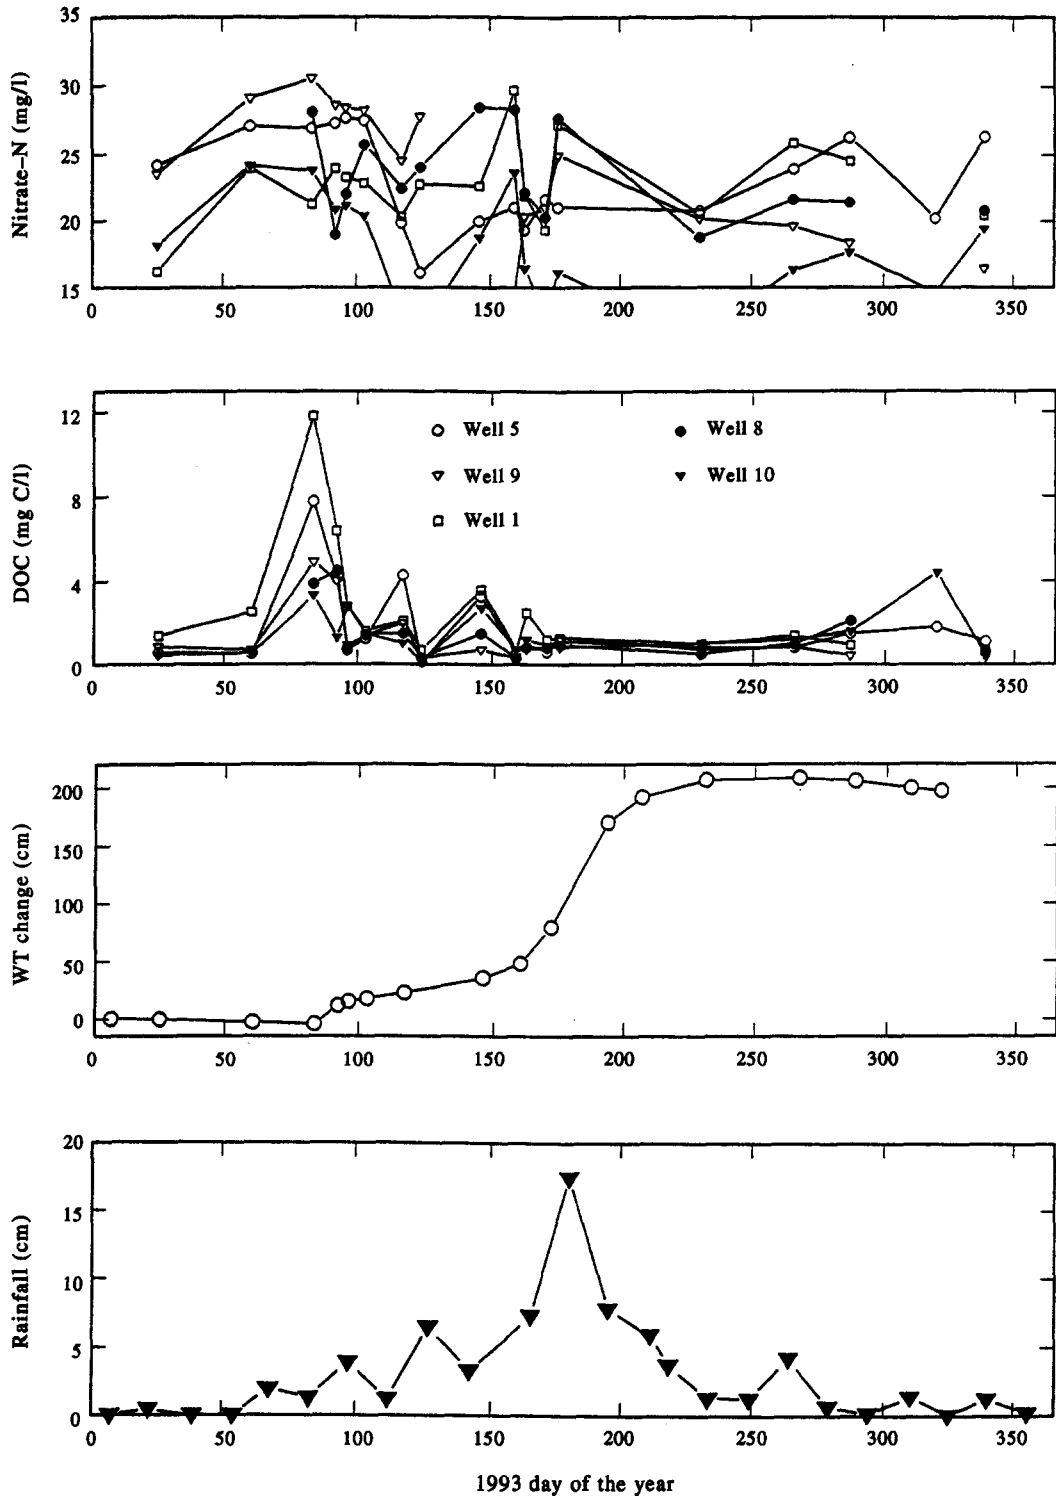 35
30
25
20
15
Nitrate–N (mg/l)
0 50 100 150 200 250 300 350
12
8
4
0
DOC (mg C/l)
Well 5
Well 8
Well 9
Well 10
Well 1
0 50 100 150 200 250 300 350
200
150
100
50
0
WT change (cm)
0 50 100 150 200 250 300 350
20
15
10
5
0
Rainfall (cm)
0 50 100 150 200 250 300 350
1993 day of the year